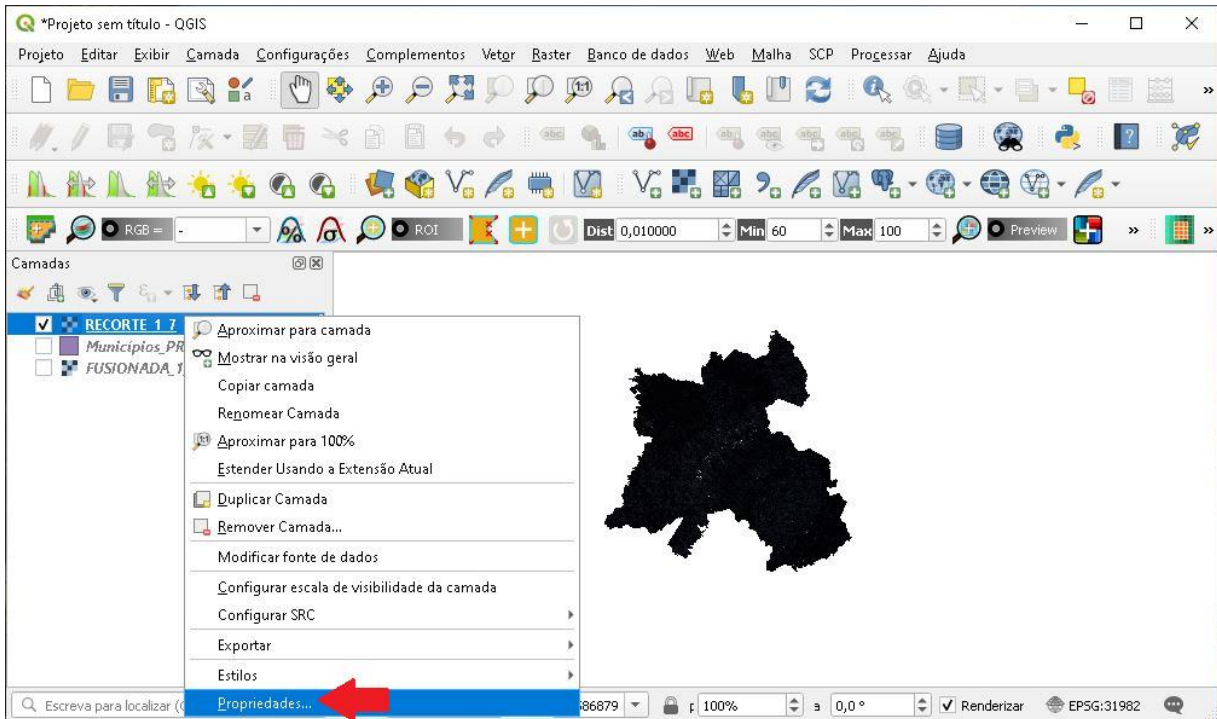 *Projeto sem título - QGIS
Projeto Editar Exibir Camada Configurações Complementos Vetor Raster Banco de dados Web Malha SCP Processar Ajuda
RGB = - ROI Dist 0,010000 Min 60 Max 100 Preview »
Camadas
RECORTE_1_7
Municípios_PR
FUSIONADA_1
Aproximar para camada
Mostrar na visão geral
Copiar camada
Renomear Camada
Aproximar para 100%
Estender Usando a Extensão Atual
Duplicar Camada
Remover Camada...
Modificar fonte de dados
Configurar escala de visibilidade da camada
Configurar SRC
Exportar
Estilos
Propriedades...
Escreva para localizar 86879 100% 0,0 ° Renderizar EPSG:31982